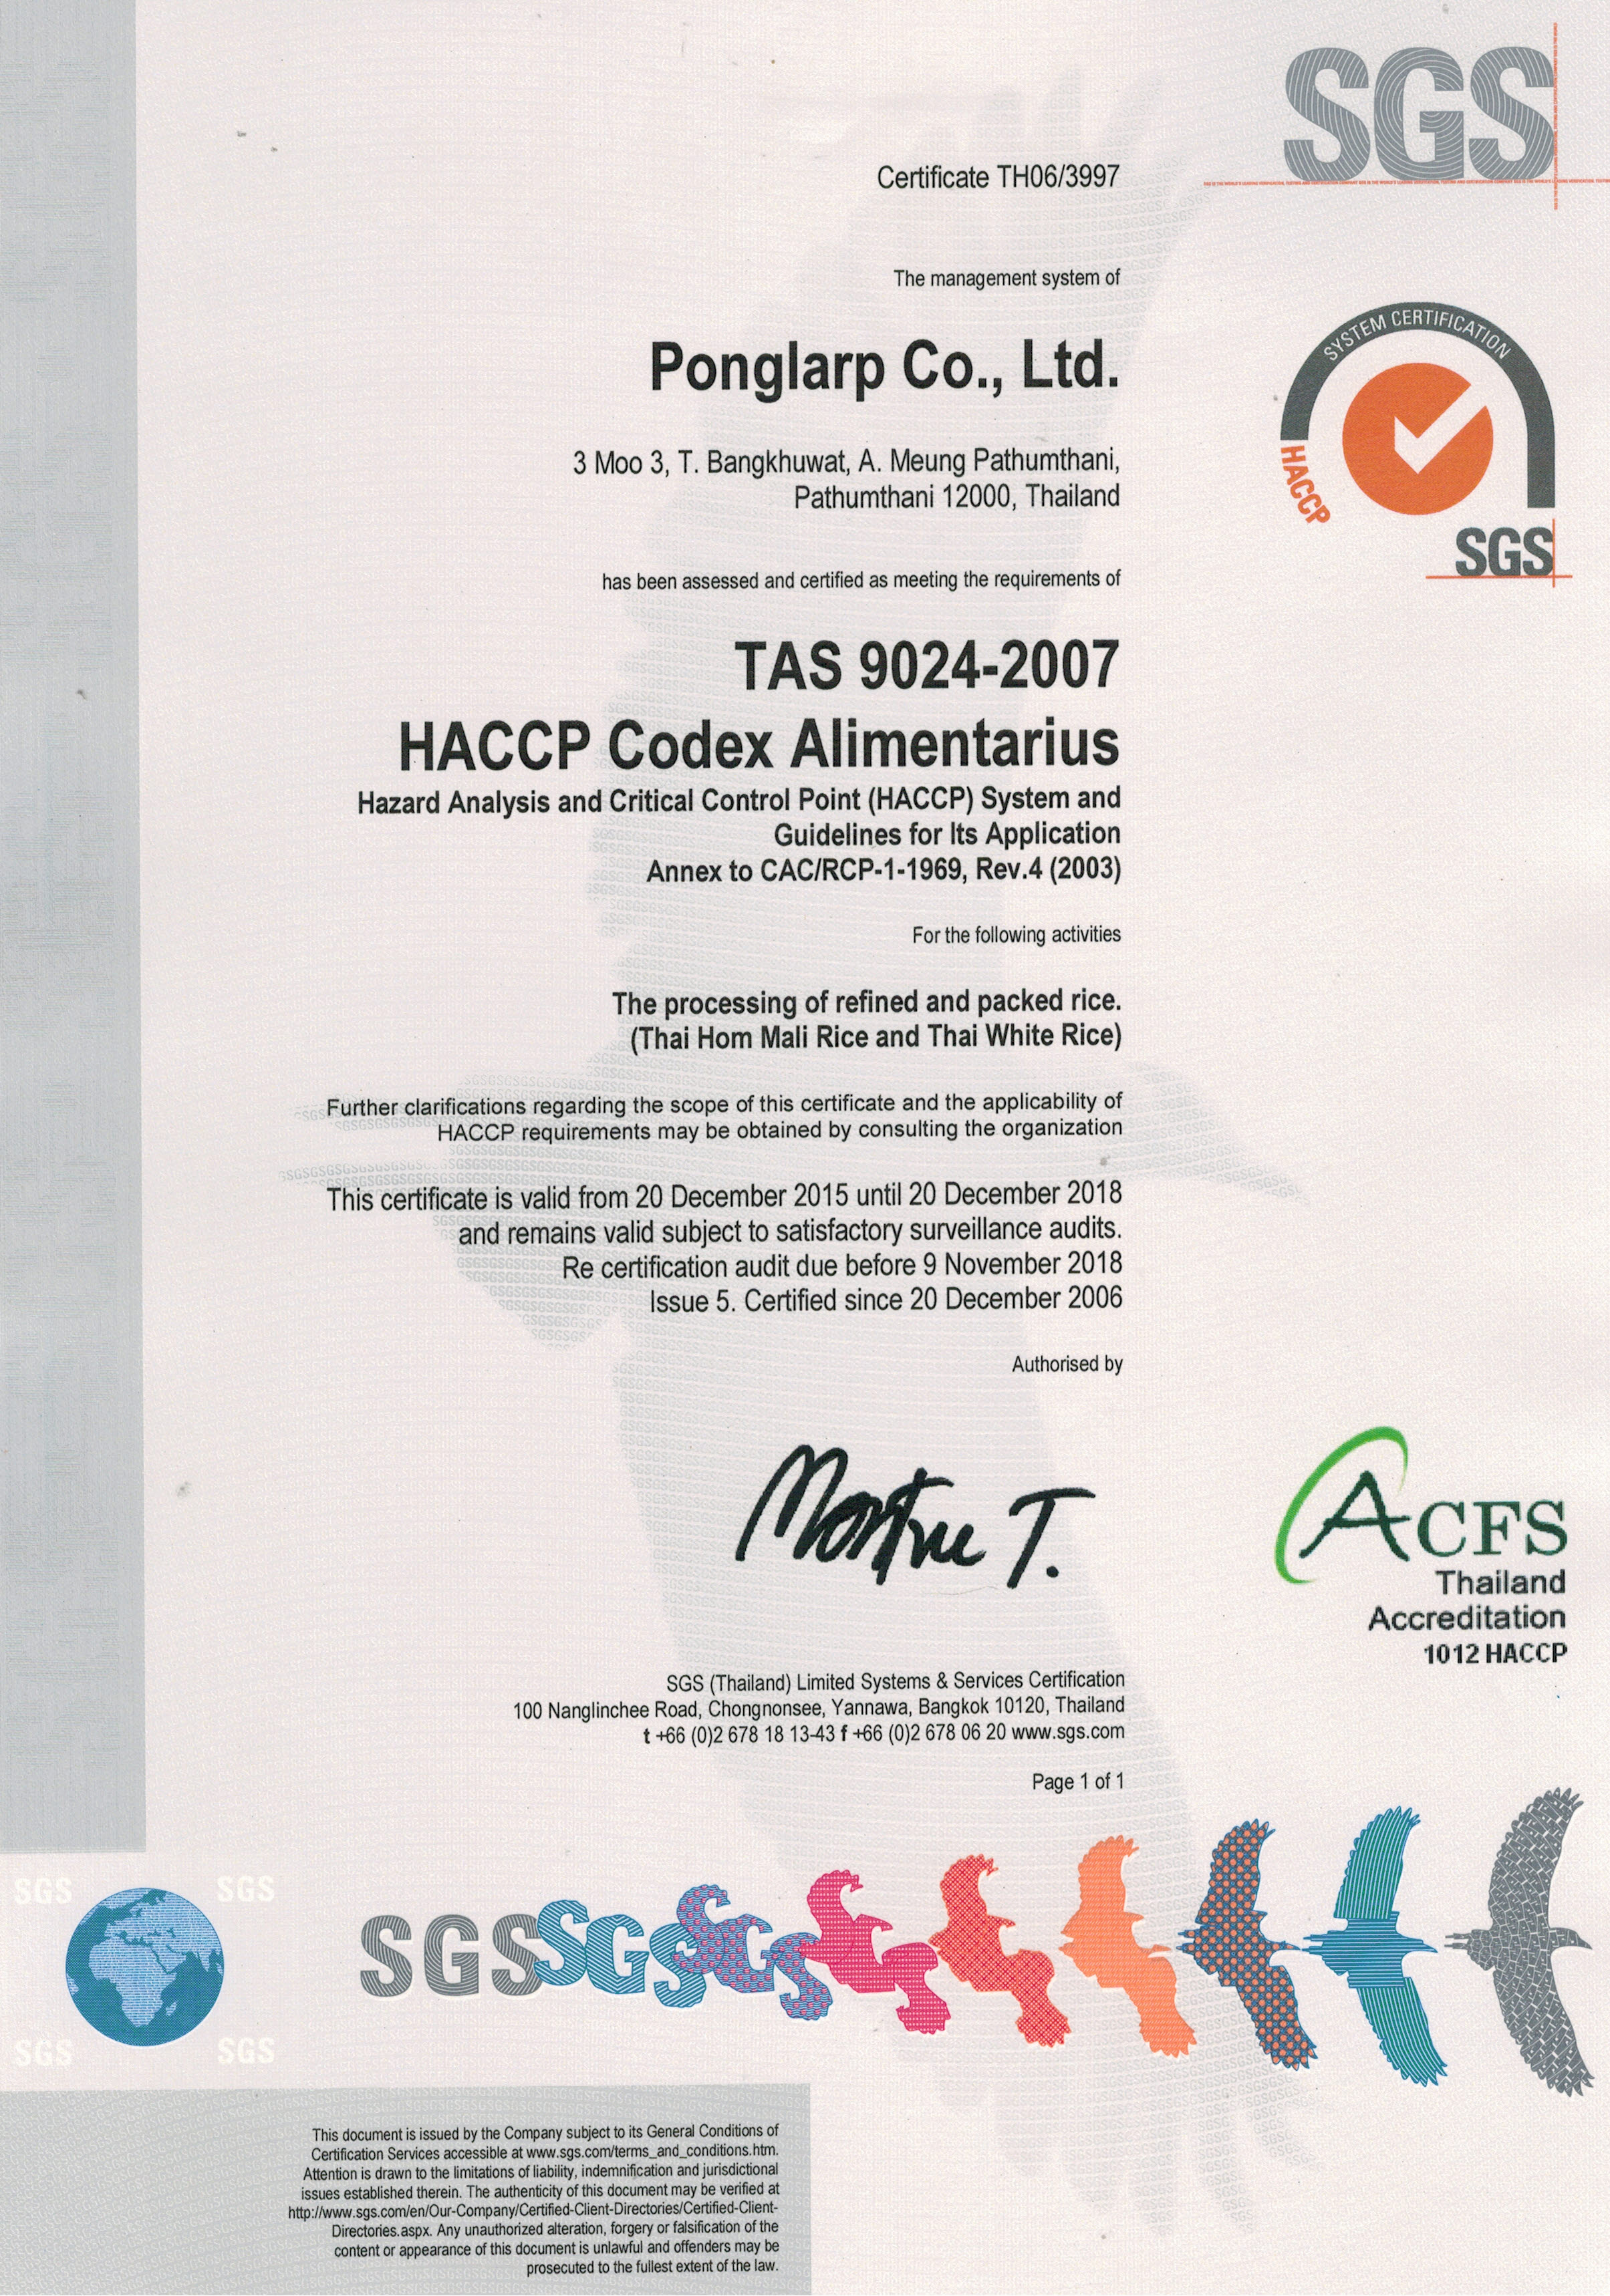 SGS
Certificate TH06/3997
The management system of
Ponglarp Co., Ltd.
3 Moo 3, T. Bangkhuwat, A. Meung Pathumthani,
Pathumthani 12000, Thailand
SYSTEM CERTIFICATION
HACCP
SGS
has been assessed and certified as meeting the requirements of
TAS 9024-2007
HACCP Codex Alimentarius
Hazard Analysis and Critical Control Point (HACCP) System and
Guidelines for Its Application
Annex to CAC/RCP-1-1969, Rev.4 (2003)
For the following activities
The processing of refined and packed rice.
(Thai Hom Mali Rice and Thai White Rice)
Further clarifications regarding the scope of this certificate and the applicability of
HACCP requirements may be obtained by consulting the organization
This certificate is valid from 20 December 2015 until 20 December 2018
and remains valid subject to satisfactory surveillance audits.
Re certification audit due before 9 November 2018
Issue 5. Certified since 20 December 2006
Authorised by
ACFS
Thailand
Accreditation
1012 HACCP
SGS (Thailand) Limited Systems & Services Certification
100 Nanglinchee Road, Chongnonsee, Yannawa, Bangkok 10120, Thailand
t +66 (0)2 678 18 13-43 f +66 (0)2 678 06 20 www.sgs.com
Page 1 of 1
SGS SGS
SGS SGS SGS
SGS SGS
This document is issued by the Company subject to its General Conditions of
Certification Services accessible at www.sgs.com/terms_and_conditions.htm.
Attention is drawn to the limitations of liability, indemnification and jurisdictional
issues established therein. The authenticity of this document may be verified at
http://www.sgs.com/en/Our-Company/Certified-Client-Directories/Certified-Client-
Directories.aspx. Any unauthorized alteration, forgery or falsification of the
content or appearance of this document is unlawful and offenders may be
prosecuted to the fullest extent of the law.